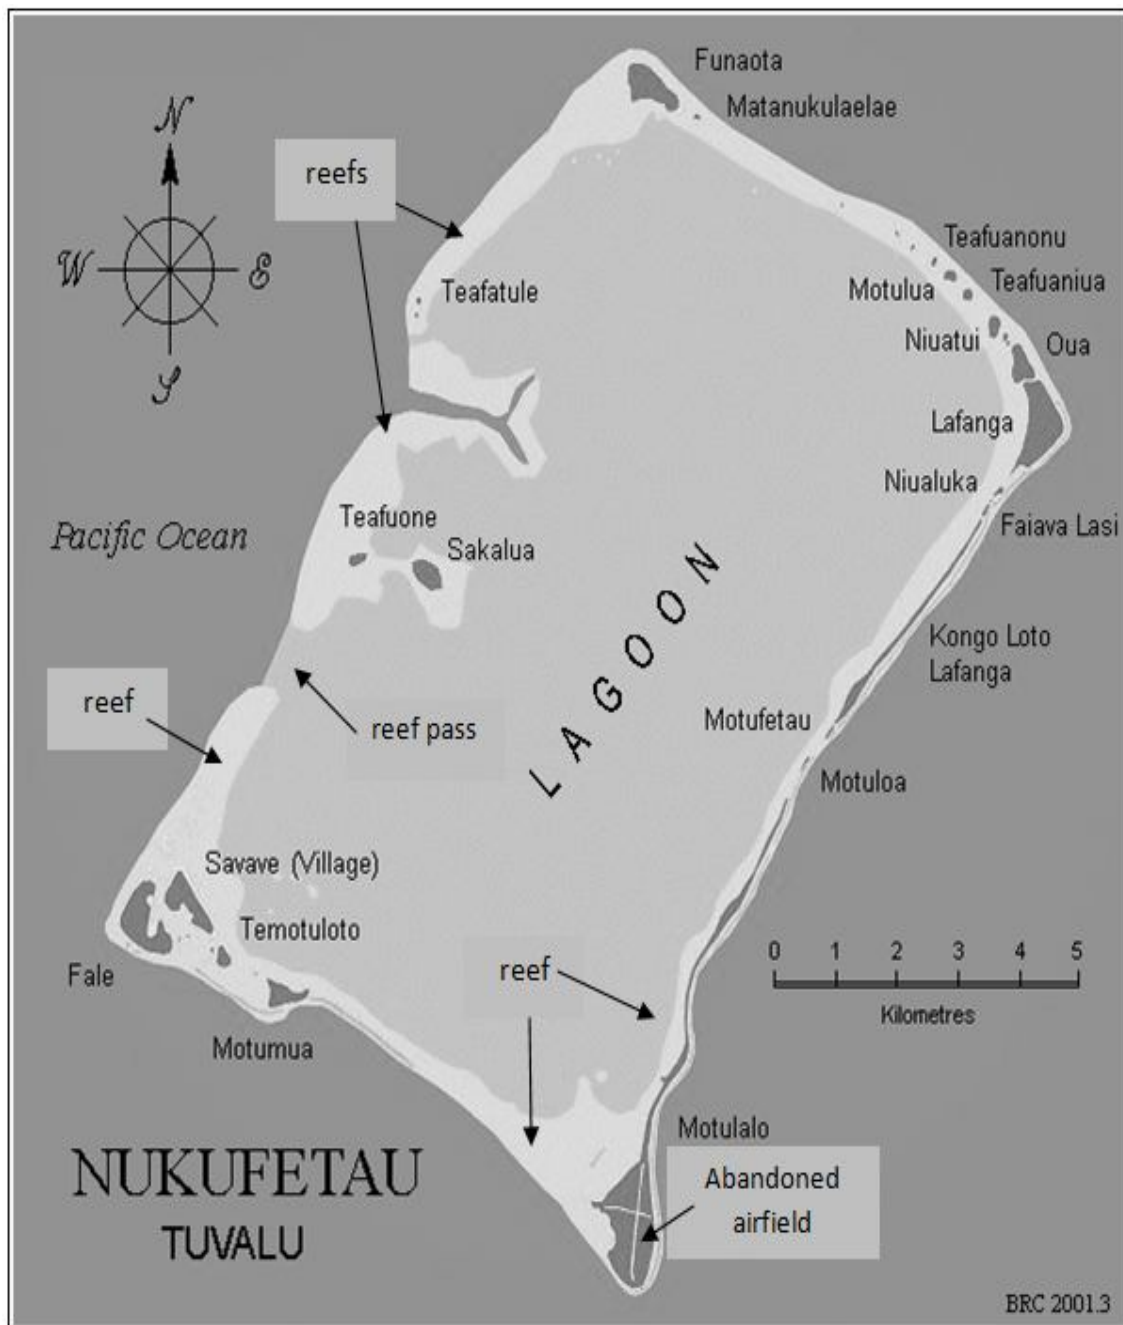 Funaota
Matanukulaelae
N
reefs
W
E
S
Teafuanonu
Teafuaniua
Motulua
Teafatule
Niuatui
Oua
Lafanga
Niualuka
Faiava Lasi
Teafuone
Sakalua
Pacific Ocean
LAGOON
Kongo Loto
Lafanga
reef
reef pass
Motufetau
Motuloa
Savave (Village)
Temotuloto
Fale
reef
0 1 2 3 4 5
Kilometres
Motumua
Motulalo
NUKUFETAU
TUVALU
Abandoned
airfield
BRC 2001.3